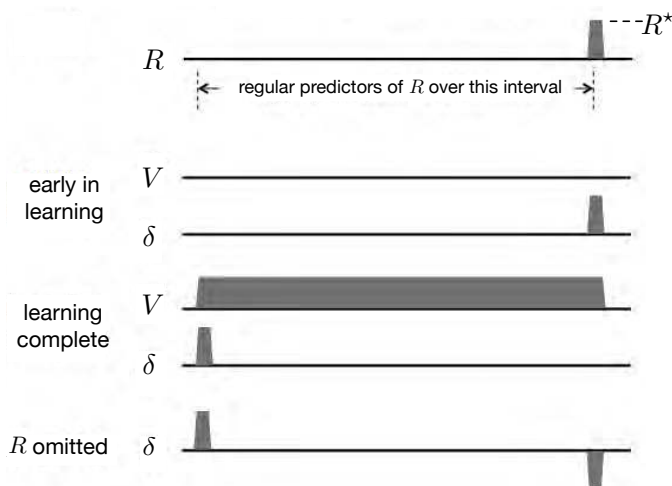 R*
R
regular predictors of R over this interval
early in
learning
V
δ
learning
complete
V
δ
R omitted
δ